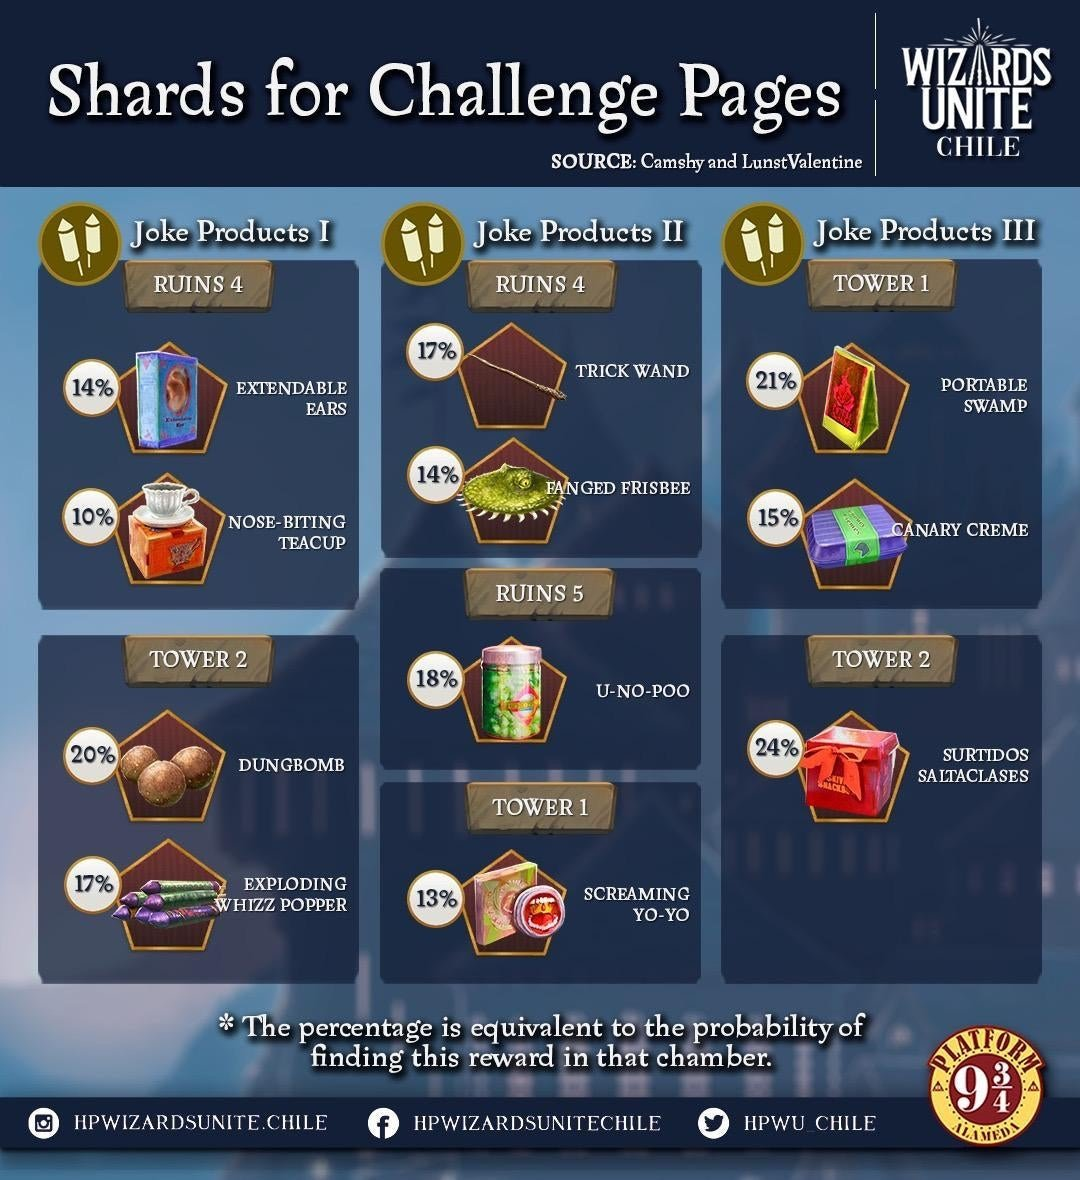 Shards for Challenge Pages
SOURCE: Camshy and LunstValentine
WIZARDS
UNITE
CHILE
Joke Products I
RUINS 4
14%
EXTENDABLE
EARS
10%
NOSE-BITING
TEACUP
TOWER 2
20%
DUNGBOMB
17%
EXPLODING
WHIZZ POPPER
Joke Products II
RUINS 4
17%
TRICK WAND
14%
FANGED FRISBEE
RUINS 5
18%
U-NO-POO
TOWER 1
13%
SCREAMING
YO-YO
Joke Products III
TOWER 1
21%
PORTABLE
SWAMP
15%
CANARY CREME
TOWER 2
24%
SURTIDOS
SALTACLASES
* The percentage is equivalent to the probability of
finding this reward in that chamber.
PLATFORM
9 3/4
ALAMEDA
HPWIZARDSUNITE.CHILE
HPWIZARDSUNITECHILE
HPWU_CHILE